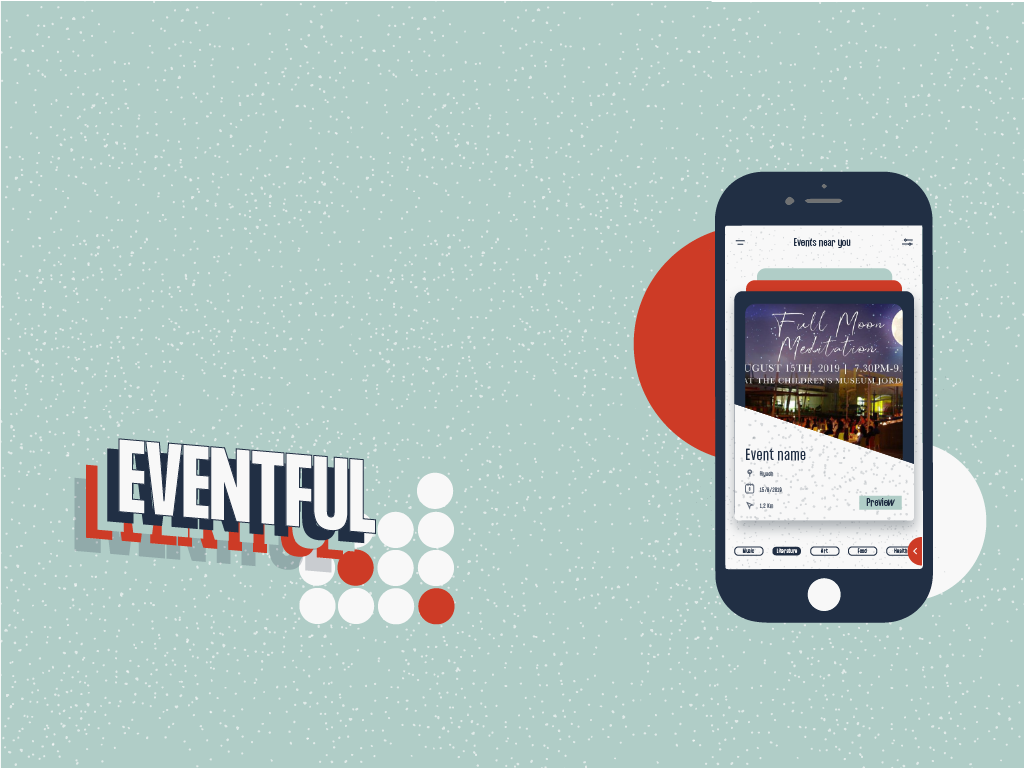 EVENTFUL
Events near you
Full Moon
Meditation
UGUST 15TH, 2019 | 7.30PM-9.
AT THE CHILDREN'S MUSEUM JORD
Event name
Riyadh
15/8/2019
1.2 Km
Preview
Music
Literature
Art
Food
Health